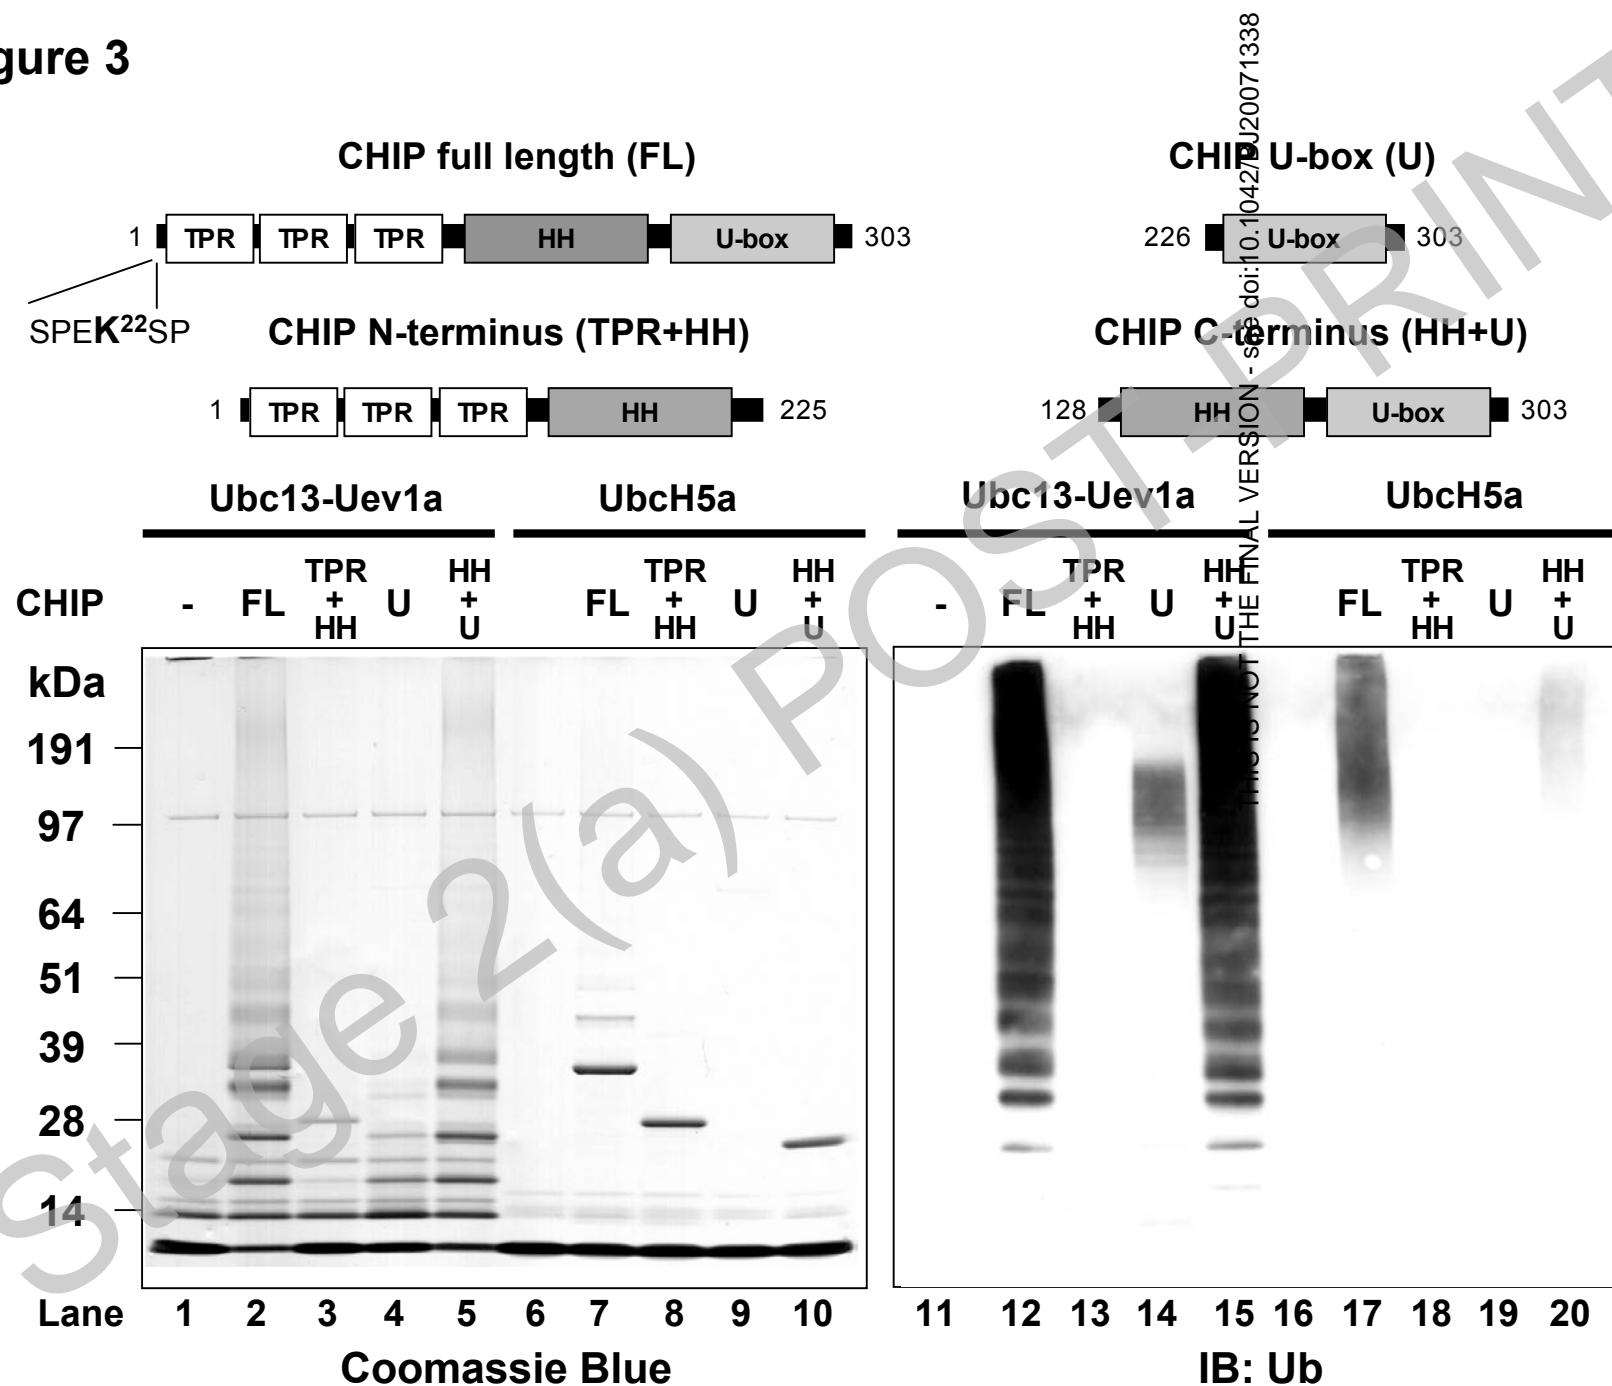 gure 3
CHIP full length (FL)
CHIP U-box (U)
1 TPR TPR TPR HH U-box 303
226 U-box 303
SPEK²²SP
CHIP N-terminus (TPR+HH)
CHIP C-terminus (HH+U)
1 TPR TPR TPR HH 225
128 HH U-box 303
Ubc13-Uev1a UbcH5a Ubc13-Uev1a UbcH5a
CHIP - FL TPR + HH U HH + U FL TPR + HH U HH + U - FL TPR + HH U HH + U FL TPR + HH U HH + U
kDa
191
97
64
51
39
28
14
Lane 1 2 3 4 5 6 7 8 9 10 11 12 13 14 15 16 17 18 19 20
Coomassie Blue IB: Ub
THIS IS NOT THE FINAL VERSION - see doi:10.1042/BJ20071338
Stage 2(a) POST-PRINT